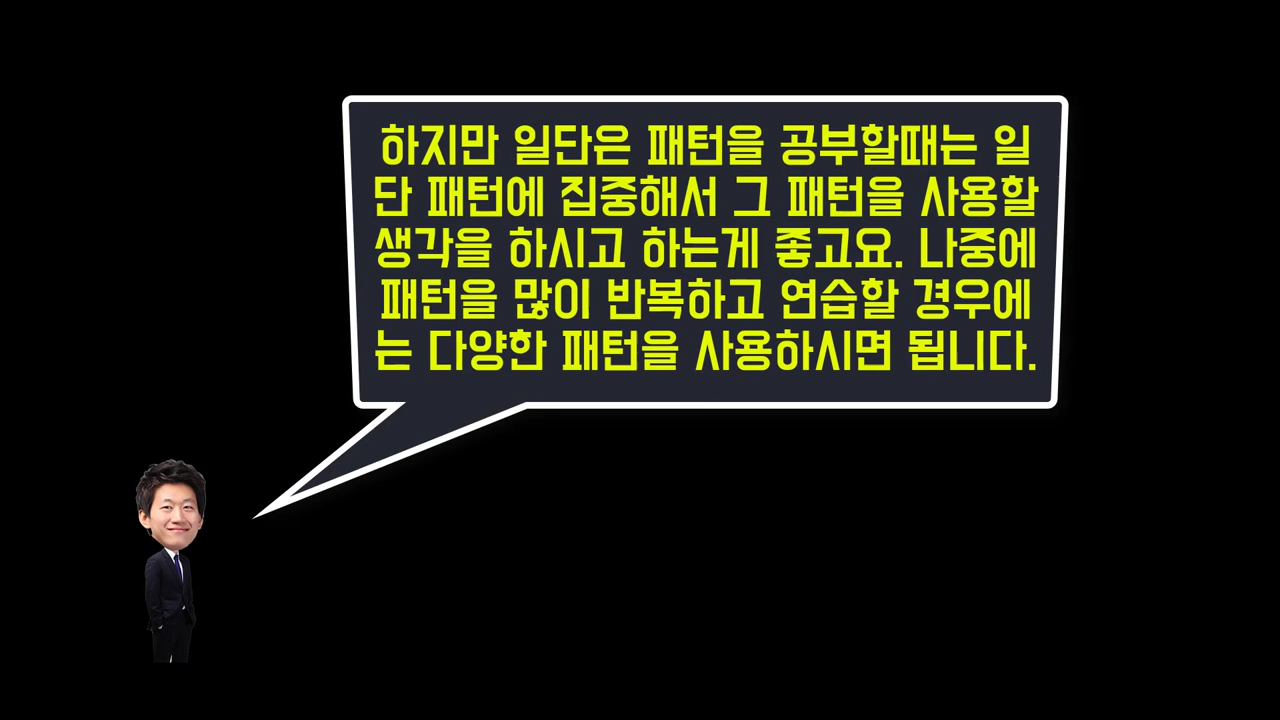 하지만 일단은 패턴을 공부할때는 일
단 패턴에 집중해서 그 패턴을 사용할
생각을 하시고 하는게 좋고요. 나중에
패턴을 많이 반복하고 연습할 경우에
는 다양한 패턴을 사용하시면 됩니다.